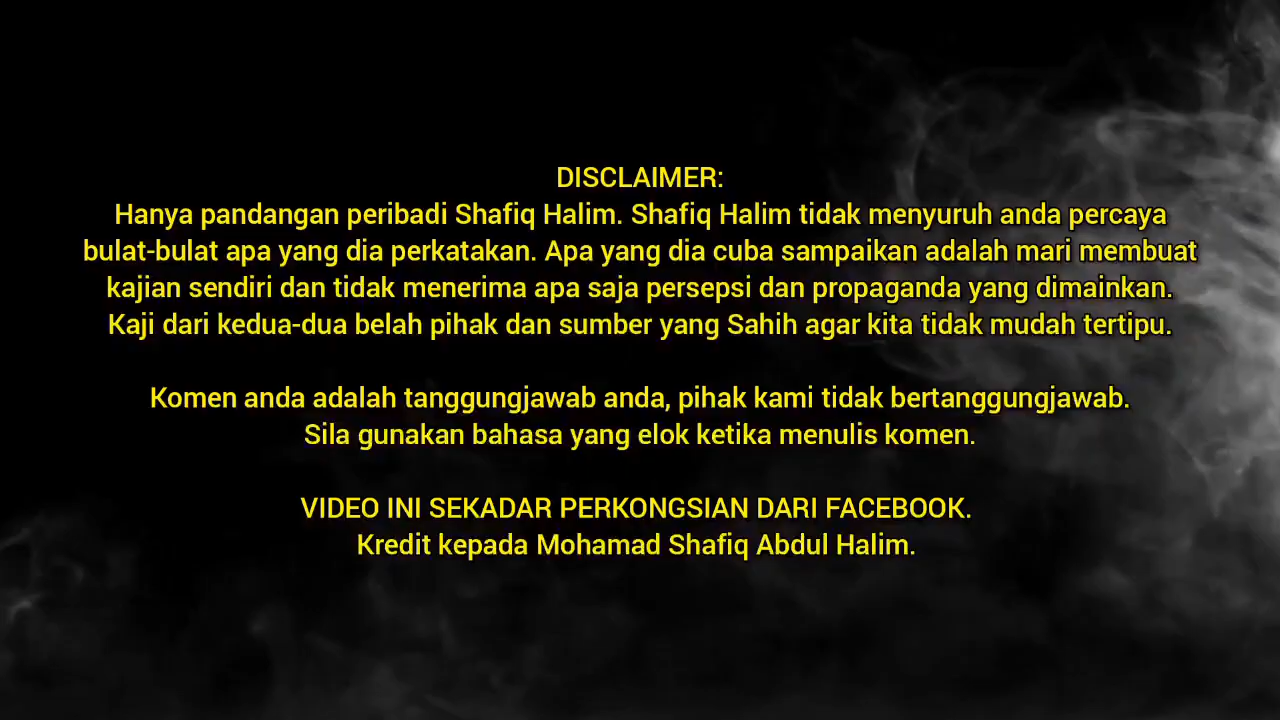 DISCLAIMER:
Hanya pandangan peribadi Shafiq Halim. Shafiq Halim tidak menyuruh anda percaya
bulat-bulat apa yang dia perkatakan. Apa yang dia cuba sampaikan adalah mari membuat
kajian sendiri dan tidak menerima apa saja persepsi dan propaganda yang dimainkan.
Kaji dari kedua-dua belah pihak dan sumber yang Sahih agar kita tidak mudah tertipu.
Komen anda adalah tanggungjawab anda, pihak kami tidak bertanggungjawab.
Sila gunakan bahasa yang elok ketika menulis komen.
VIDEO INI SEKADAR PERKONGSIAN DARI FACEBOOK.
Kredit kepada Mohamad Shafiq Abdul Halim.